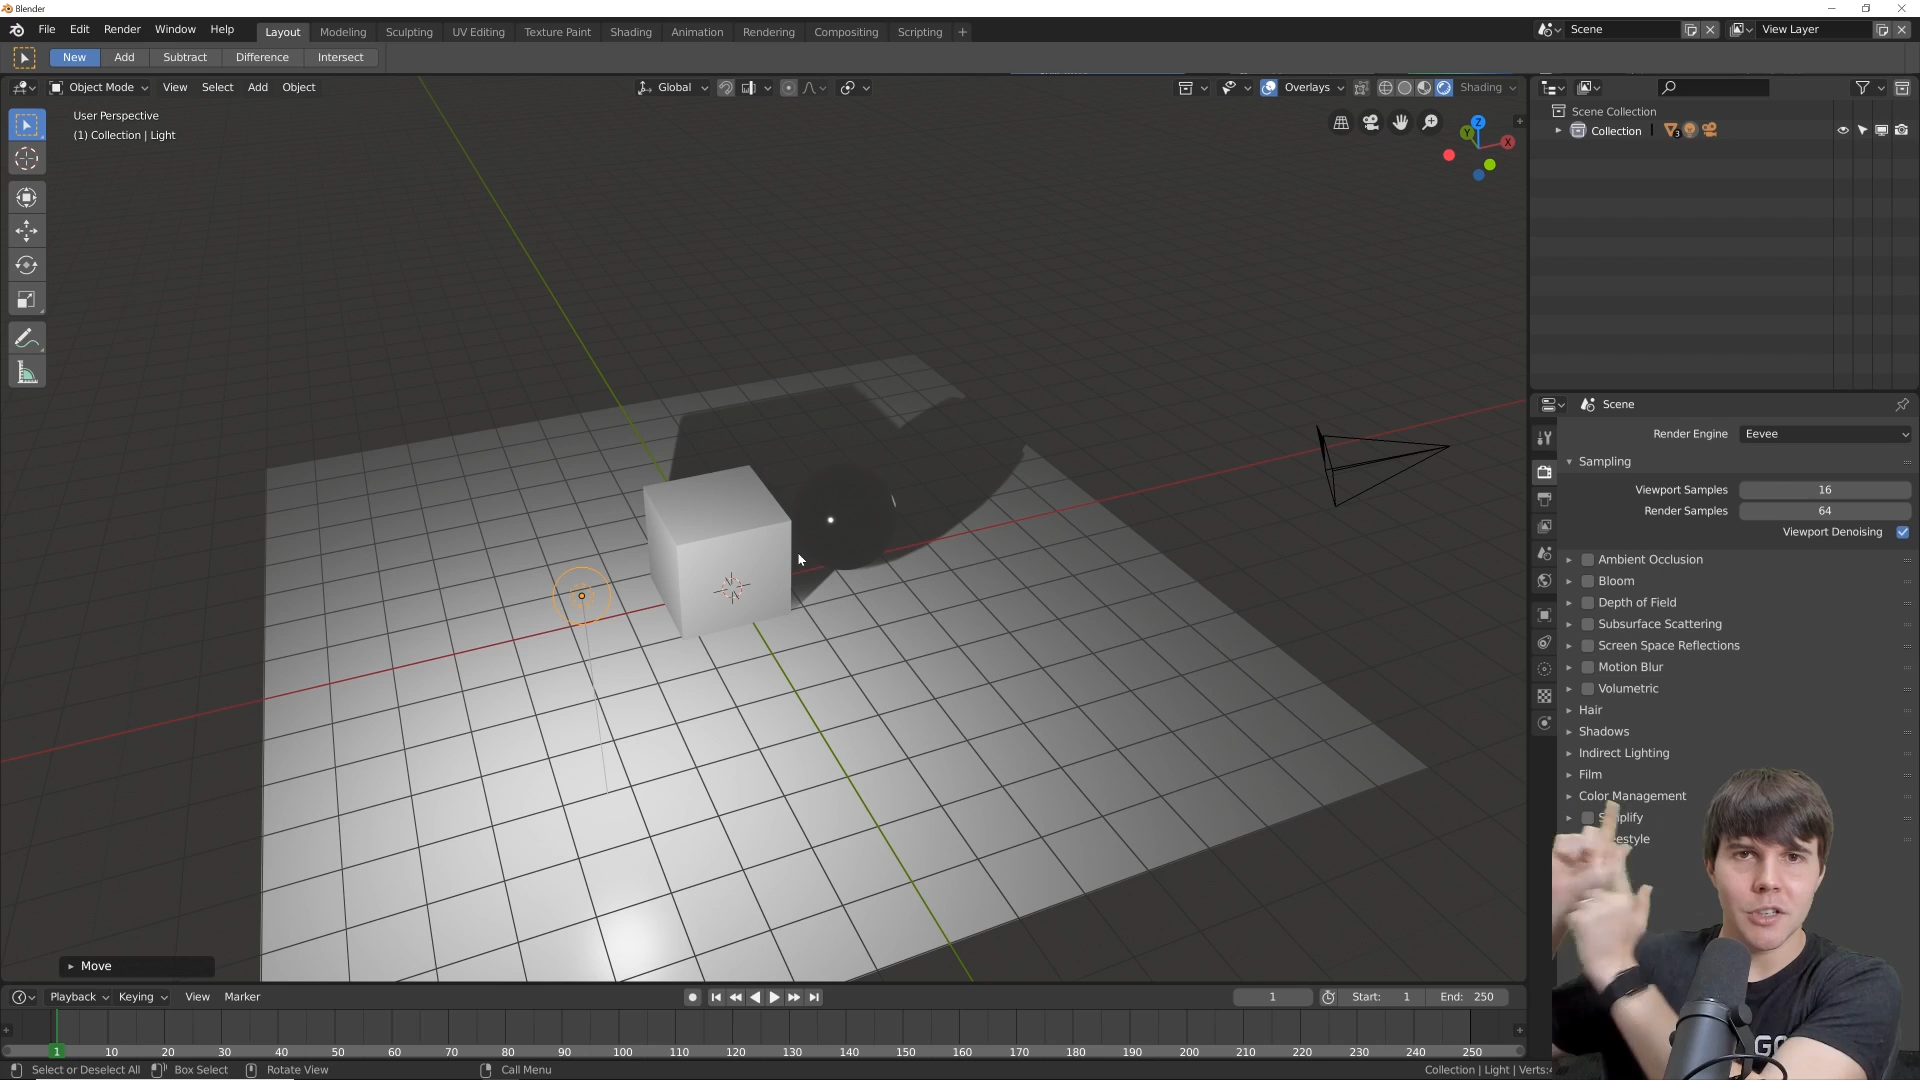 Blender
File Edit Render Window Help
Layout Modeling Sculpting UV Editing Texture Paint Shading Animation Rendering Compositing Scripting +
Scene
View Layer
New Add Subtract Difference Intersect
Object Mode View Select Add Object
Global
Overlays
Shading
User Perspective
(1) Collection | Light
Z
Y
X
Scene Collection
Collection
3
Scene
Render Engine Eevee
Sampling
Viewport Samples 16
Render Samples 64
Viewport Denoising
Ambient Occlusion
Bloom
Depth of Field
Subsurface Scattering
Screen Space Reflections
Motion Blur
Volumetric
Hair
Shadows
Indirect Lighting
Film
Color Management
Move
Playback Keying View Marker
1
Start: 1
End: 250
1 10 20 30 40 50 60 70 80 90 100 110 120 130 140 150 160 170 180 190 200 210 220 230 240 250
Select or Deselect All Box Select Rotate View Call Menu
Collection | Light | Verts: